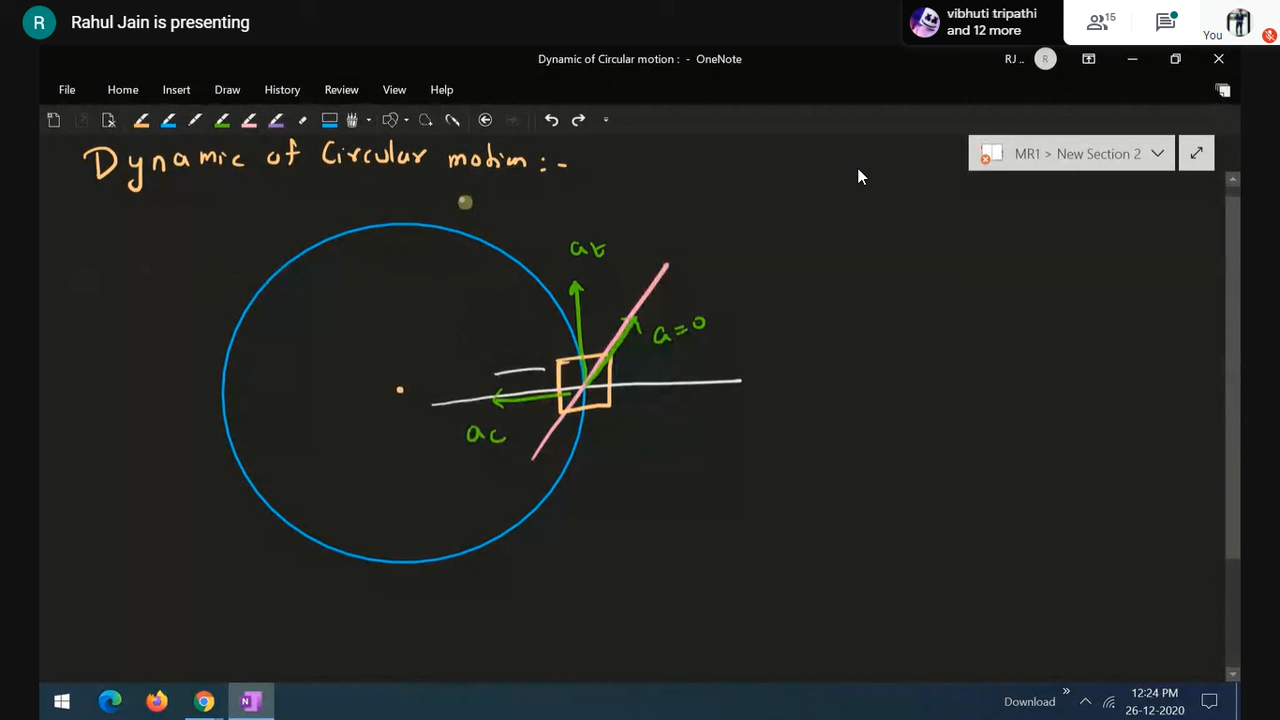 R Rahul Jain is presenting
vibhuti tripathi
and 12 more
15
You
Dynamic of Circular motion : - OneNote
RJ ..
R
File Home Insert Draw History Review View Help
Dynamic of Circular motion :-
MR1 > New Section 2
at
a=0
ac
N
Download
»
12:24 PM
26-12-2020